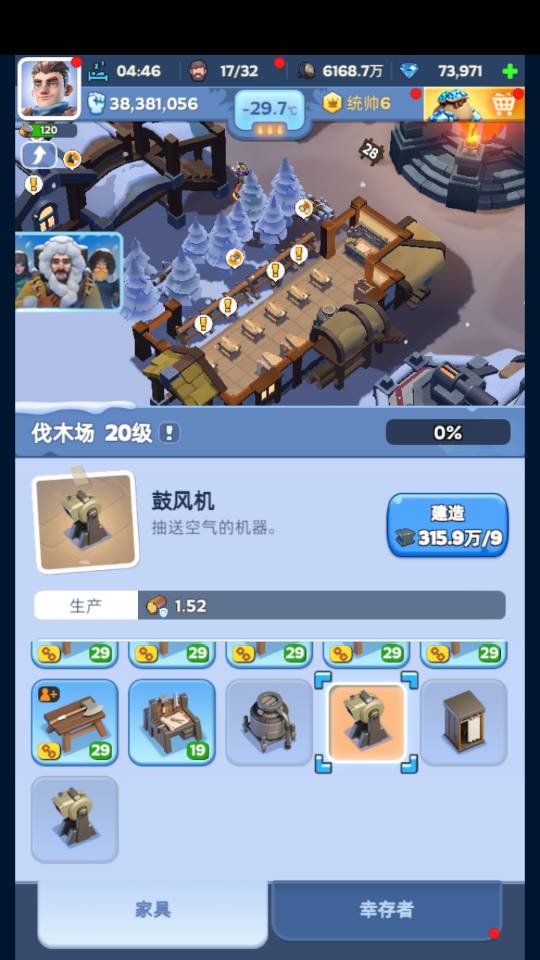 04:46 17/32 6168.7万 73,971
38,381,056 -29.7℃ 统帅6
120
28
伐木场 20级 0%
鼓风机
抽送空气的机器。
建造
315.9万/9
生产 1.52
29 29 29 29 29
29 19
家具 幸存者